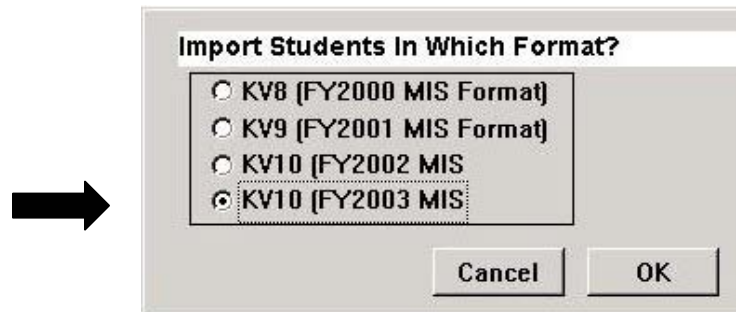 Import Students In Which Format?
KV8 (FY2000 MIS Format)
KV9 (FY2001 MIS Format)
KV10 (FY2002 MIS
KV10 (FY2003 MIS
Cancel OK